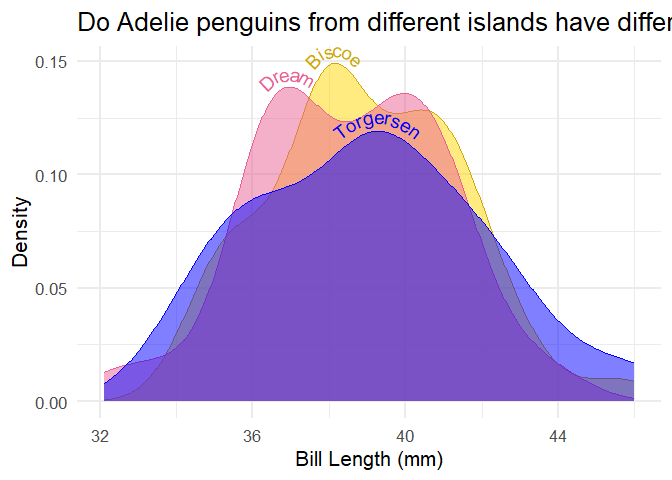 Do Adelie penguins from different islands have differ
0.15
0.10
0.05
0.00
Density
Dream
Biscoe
Torgersen
32 36 40 44
Bill Length (mm)